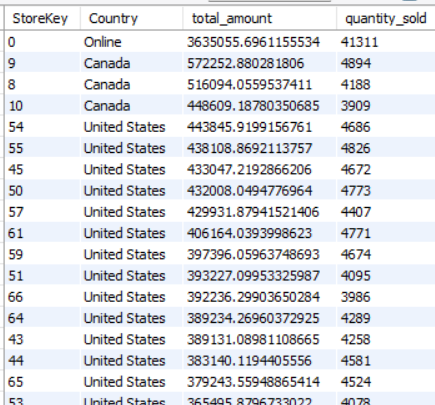 StoreKey Country total_amount quantity_sold
0 Online 3635055.6961155534 41311
9 Canada 572252.880281806 4894
8 Canada 516094.0559537411 4188
10 Canada 448609.18780350685 3909
54 United States 443845.9199156761 4686
55 United States 438108.8692113757 4826
45 United States 433047.2192866206 4672
50 United States 432008.0494776964 4773
57 United States 429931.87941521406 4407
61 United States 406164.0393998623 4771
59 United States 397396.05963748693 4674
51 United States 393227.09953325987 4095
66 United States 392236.29903650284 3986
64 United States 389234.26960372925 4289
43 United States 389131.08981108665 4258
44 United States 383140.1194405556 4581
65 United States 379243.55948865414 4524
53 United States 365495.8796733022 4078